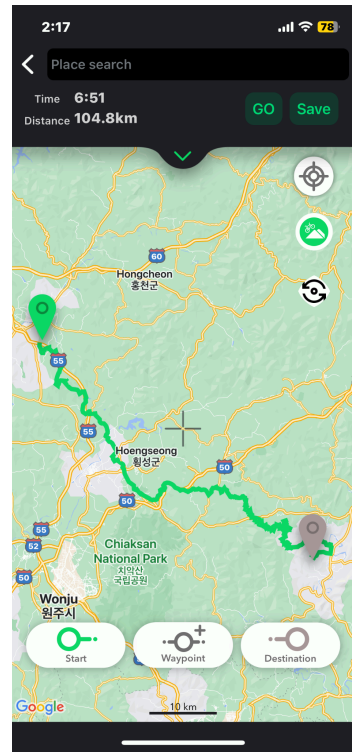 2:17
78
Place search
Time 6:51
Distance 104.8km
GO
Save
60
Hongcheon
홍천군
55
55
Hoengseong
횡성군
50
50
55
52
Chiaksan
National Park
치악산
국립공원
50
Wonju
원주시
Start
Waypoint
Destination
Google
10 km